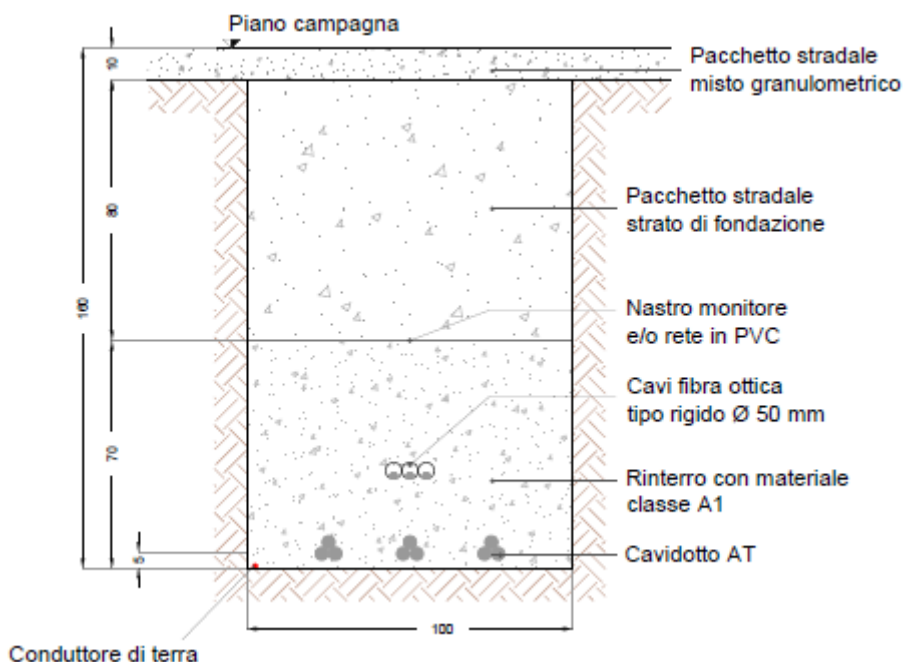 Piano campagna
10
Pacchetto stradale
misto granulometrico
80
Pacchetto stradale
strato di fondazione
160
Nastro monitore
e/o rete in PVC
Cavi fibra ottica
tipo rigido Ø 50 mm
70
Rinterro con materiale
classe A1
5
Cavidotto AT
100
Conduttore di terra